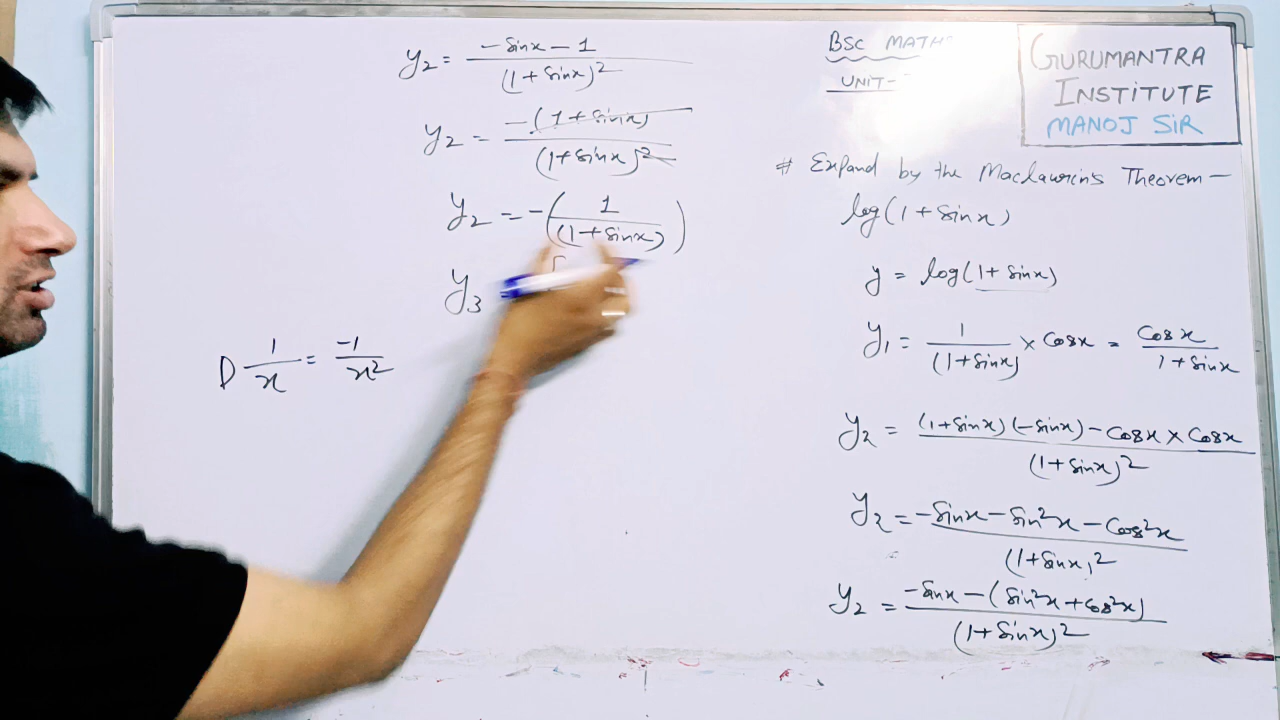 BSC MATH
UNIT-
GURUMANTRA
INSTITUTE
MANOJ SIR
# Expand by the Maclaurin's Theorem —
log(1 + Sinx)
y = log(1 + Sinx)
y₁ = 1/(1+Sinx) × Cosx = Cosx/1+Sinx
y₂ = (1+Sinx)(-Sinx) - Cosx × Cosx/(1+Sinx)²
y₂ = -Sinx - Sin²x - Cos²x/(1+Sinx)²
y₂ = -Sinx - (Sin²x + Cos²x)/(1+Sinx)²
y₂ = -Sinx - 1/(1+Sinx)²
y₂ = -(1+Sinx)/(1+Sinx)²
y₂ = -(1/(1+Sinx))
y₃
D 1/x = -1/x²